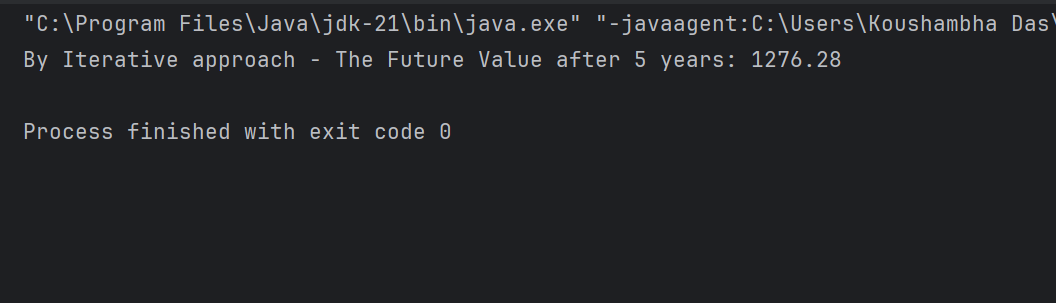 "C:\Program Files\Java\jdk-21\bin\java.exe" "-javaagent:C:\Users\Koushambha Das\
By Iterative approach - The Future Value after 5 years: 1276.28
Process finished with exit code 0